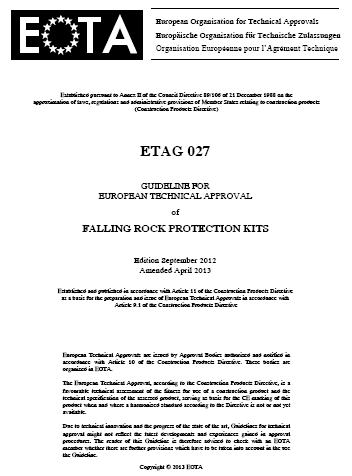 EOTA
European Organisation for Technical Approvals
Europäische Organisation für Technische Zulassungen
Organisation Européenne pour l'Agrément Technique
Established pursuant to Annex II of the Council Directive 89/106 of 21 December 1988 on the
approximation of laws, regulations and administrative provisions of Member States relating to construction products
(Construction Products Directive)
ETAG 027
GUIDELINE FOR
EUROPEAN TECHNICAL APPROVAL
of
FALLING ROCK PROTECTION KITS
Edition September 2012
Amended April 2013
Established and published in accordance with Article 11 of the Construction Products Directive
as a basis for the preparation and issue of European Technical Approvals in accordance with
Article 9.1 of the Construction Products Directive
European Technical Approvals are issued by Approval Bodies authorised and notified in
accordance with Article 10 of the Construction Products Directive. These bodies are
organised in EOTA.
The European Technical Approval, according to the Construction Products Directive, is a
favourable technical assessment of the fitness for use of a construction product and the
technical specification of the assessed product, serving as basis for the CE marking of this
product when and where a harmonised standard according to the Directive is not or not yet
available.
Due to technical innovation and the progress of the state of the art, Guidelines for technical
approval might not reflect the latest developments and experiences gained in approval
procedures. The reader of this Guideline is therefore advised to check with an EOTA
member whether there are further provisions which have to be taken into account in the use
the Guideline.
Copyright © 2013 EOTA